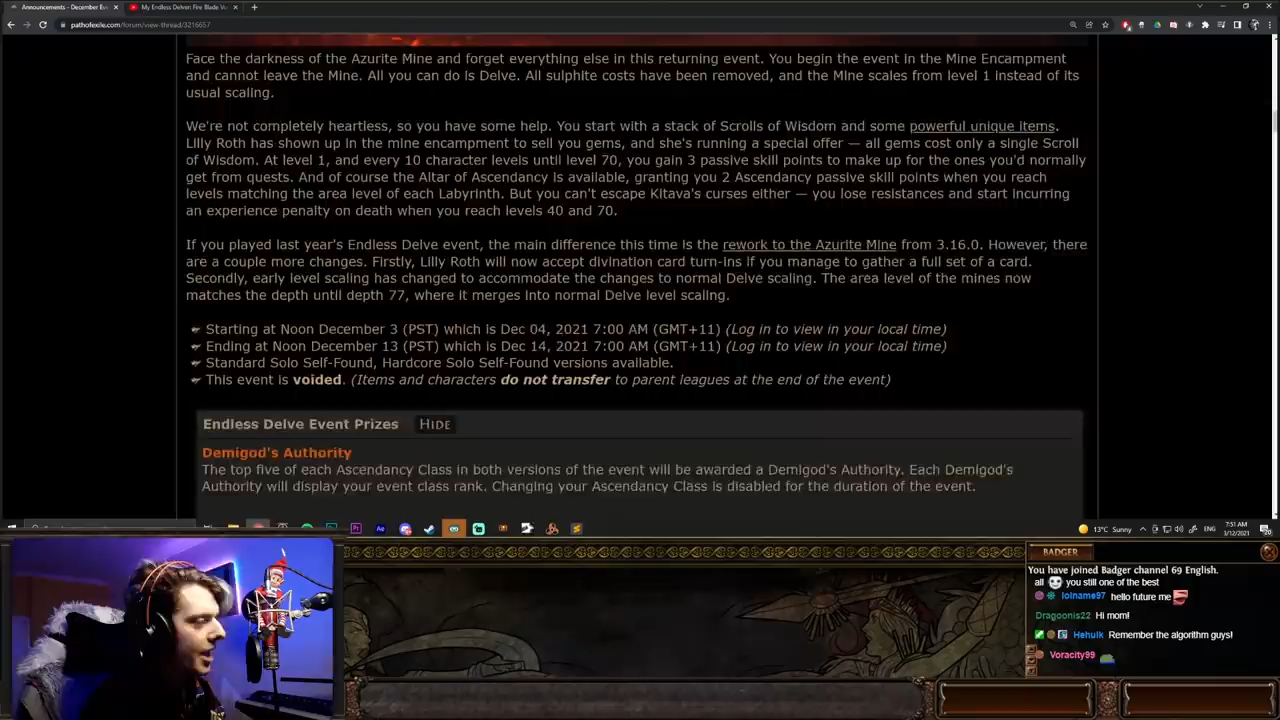 Announcements - December Eve
My Endless Delven Fire Blade Vo
pathofexile.com/forum/view-thread/3216657
Face the darkness of the Azurite Mine and forget everything else in this returning event. You begin the event in the Mine Encampment
and cannot leave the Mine. All you can do is Delve. All sulphite costs have been removed, and the Mine scales from level 1 instead of its
usual scaling.
We're not completely heartless, so you have some help. You start with a stack of Scrolls of Wisdom and some powerful unique items.
Lilly Roth has shown up in the mine encampment to sell you gems, and she's running a special offer — all gems cost only a single Scroll
of Wisdom. At level 1, and every 10 character levels until level 70, you gain 3 passive skill points to make up for the ones you'd normally
get from quests. And of course the Altar of Ascendancy is available, granting you 2 Ascendancy passive skill points when you reach
levels matching the area level of each Labyrinth. But you can't escape Kitava's curses either — you lose resistances and start incurring
an experience penalty on death when you reach levels 40 and 70.
If you played last year's Endless Delve event, the main difference this time is the rework to the Azurite Mine from 3.16.0. However, there
are a couple more changes. Firstly, Lilly Roth will now accept divination card turn-ins if you manage to gather a full set of a card.
Secondly, early level scaling has changed to accommodate the changes to normal Delve scaling. The area level of the mines now
matches the depth until depth 77, where it merges into normal Delve level scaling.
Starting at Noon December 3 (PST) which is Dec 04, 2021 7:00 AM (GMT+11) (Log in to view in your local time)
Ending at Noon December 13 (PST) which is Dec 14, 2021 7:00 AM (GMT+11) (Log in to view in your local time)
Standard Solo Self-Found, Hardcore Solo Self-Found versions available.
This event is voided. (Items and characters do not transfer to parent leagues at the end of the event)
Endless Delve Event Prizes HIDE
Demigod's Authority
The top five of each Ascendancy Class in both versions of the event will be awarded a Demigod's Authority. Each Demigod's
Authority will display your event class rank. Changing your Ascendancy Class is disabled for the duration of the event.
13°C Sunny
ENG
7:51 AM
3/12/2021
BADGER
You have joined Badger channel 69 English.
all you still one of the best
lolname97 hello future me
Dragoonis22 Hi mom!
Hehulk Remember the algorithm guys!
Voracity99